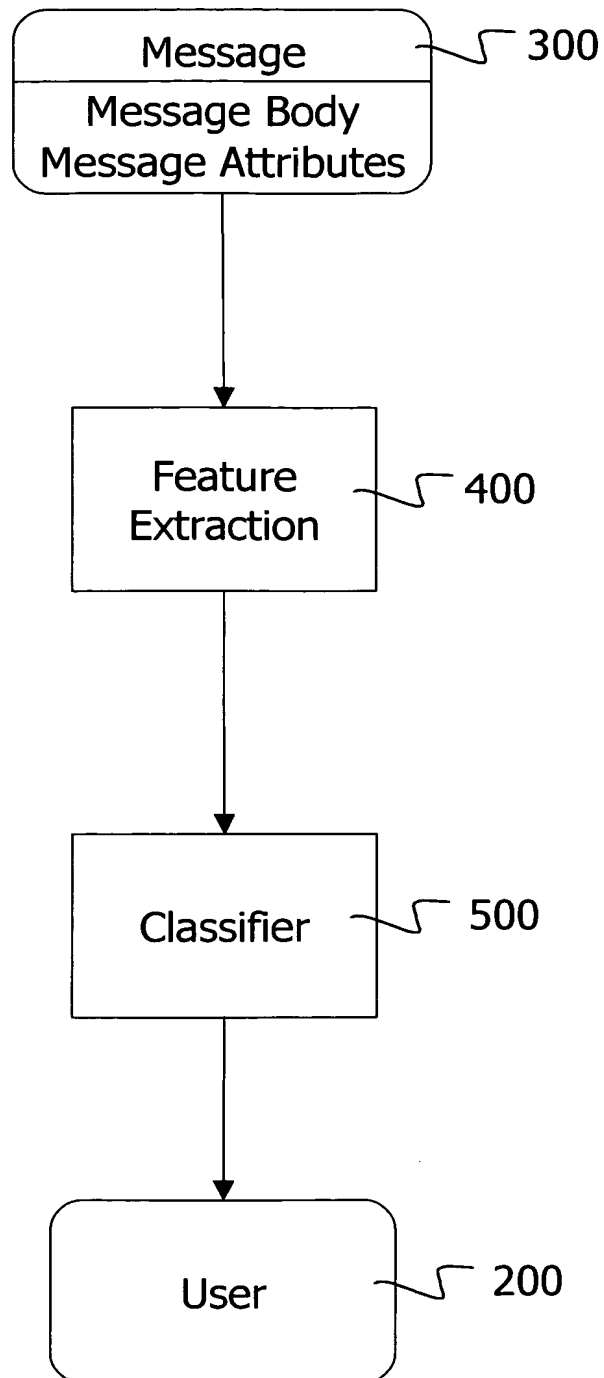 Message
300
Message Body
Message Attributes
Feature
Extraction
400
Classifier
500
User
200